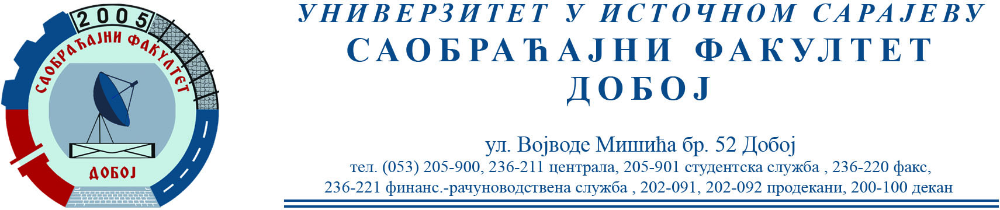 2005
САОБРАЋАЈНИ ФАКУЛТЕТ
ДОБОЈ
УНИВЕРЗИТЕТ У ИСТОЧНОМ САРАЈЕВУ
САОБРАЋАЈНИ ФАКУЛТЕТ
ДОБОЈ
ул. Војводе Мишића бр. 52 Добој
тел. (053) 205-900, 236-211 централа, 205-901 студентска служба , 236-220 факс,
236-221 финанс.-рачуноводствена служба , 202-091, 202-092 продекани, 200-100 декан